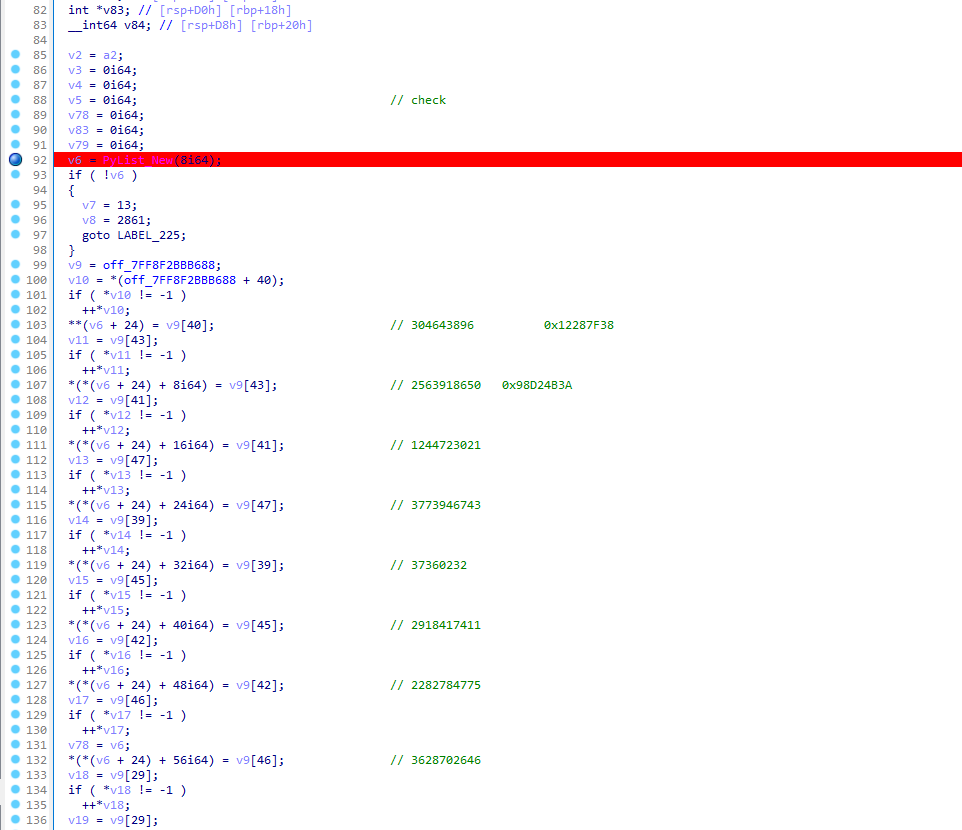 82 int *v83; // [rsp+D0h] [rbp+18h]
83 __int64 v84; // [rsp+D8h] [rbp+20h]
84
85 v2 = a2;
86 v3 = 0i64;
87 v4 = 0i64;
88 v5 = 0i64; // check
89 v78 = 0i64;
90 v83 = 0i64;
91 v79 = 0i64;
92 v6 = PyList_New(8i64);
93 if ( !v6 )
94 {
95 v7 = 13;
96 v8 = 2861;
97 goto LABEL_225;
98 }
99 v9 = off_7FF8F2BBB688;
100 v10 = *(off_7FF8F2BBB688 + 40);
101 if ( *v10 != -1 )
102 ++*v10;
103 **(v6 + 24) = v9[40]; // 304643896 0x12287F38
104 v11 = v9[43];
105 if ( *v11 != -1 )
106 ++*v11;
107 *(*(v6 + 24) + 8i64) = v9[43]; // 2563918650 0x98D24B3A
108 v12 = v9[41];
109 if ( *v12 != -1 )
110 ++*v12;
111 *(*(v6 + 24) + 16i64) = v9[41]; // 1244723021
112 v13 = v9[47];
113 if ( *v13 != -1 )
114 ++*v13;
115 *(*(v6 + 24) + 24i64) = v9[47]; // 3773946743
116 v14 = v9[39];
117 if ( *v14 != -1 )
118 ++*v14;
119 *(*(v6 + 24) + 32i64) = v9[39]; // 37360232
120 v15 = v9[45];
121 if ( *v15 != -1 )
122 ++*v15;
123 *(*(v6 + 24) + 40i64) = v9[45]; // 2918417411
124 v16 = v9[42];
125 if ( *v16 != -1 )
126 ++*v16;
127 *(*(v6 + 24) + 48i64) = v9[42]; // 2282784775
128 v17 = v9[46];
129 if ( *v17 != -1 )
130 ++*v17;
131 v78 = v6;
132 *(*(v6 + 24) + 56i64) = v9[46]; // 3628702646
133 v18 = v9[29];
134 if ( *v18 != -1 )
135 ++*v18;
136 v19 = v9[29];